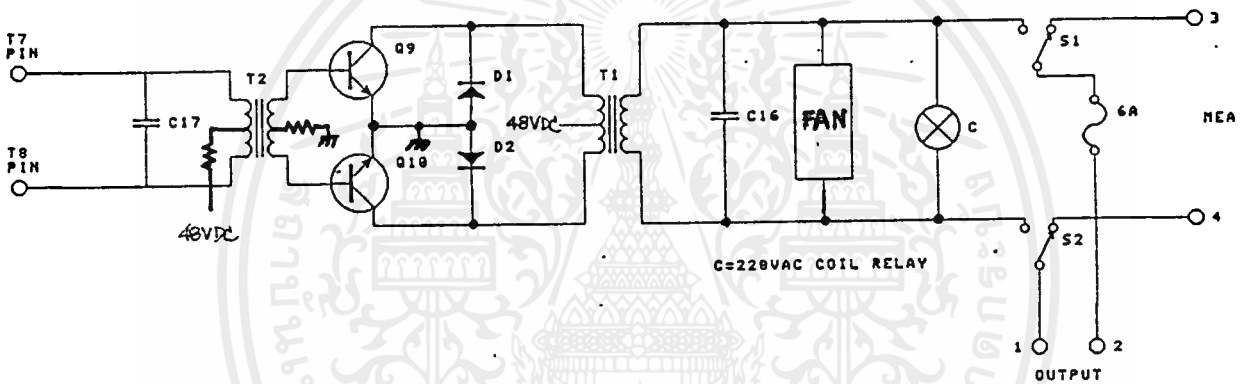 T7
PIN
T8
PIN
C17
T2
48VDC
Q9
Q10
D1
D2
48VDC
T1
C16
FAN
C
C=220VAC COIL RELAY
S1
6A
S2
3
MEA
4
1
2
OUTPUT